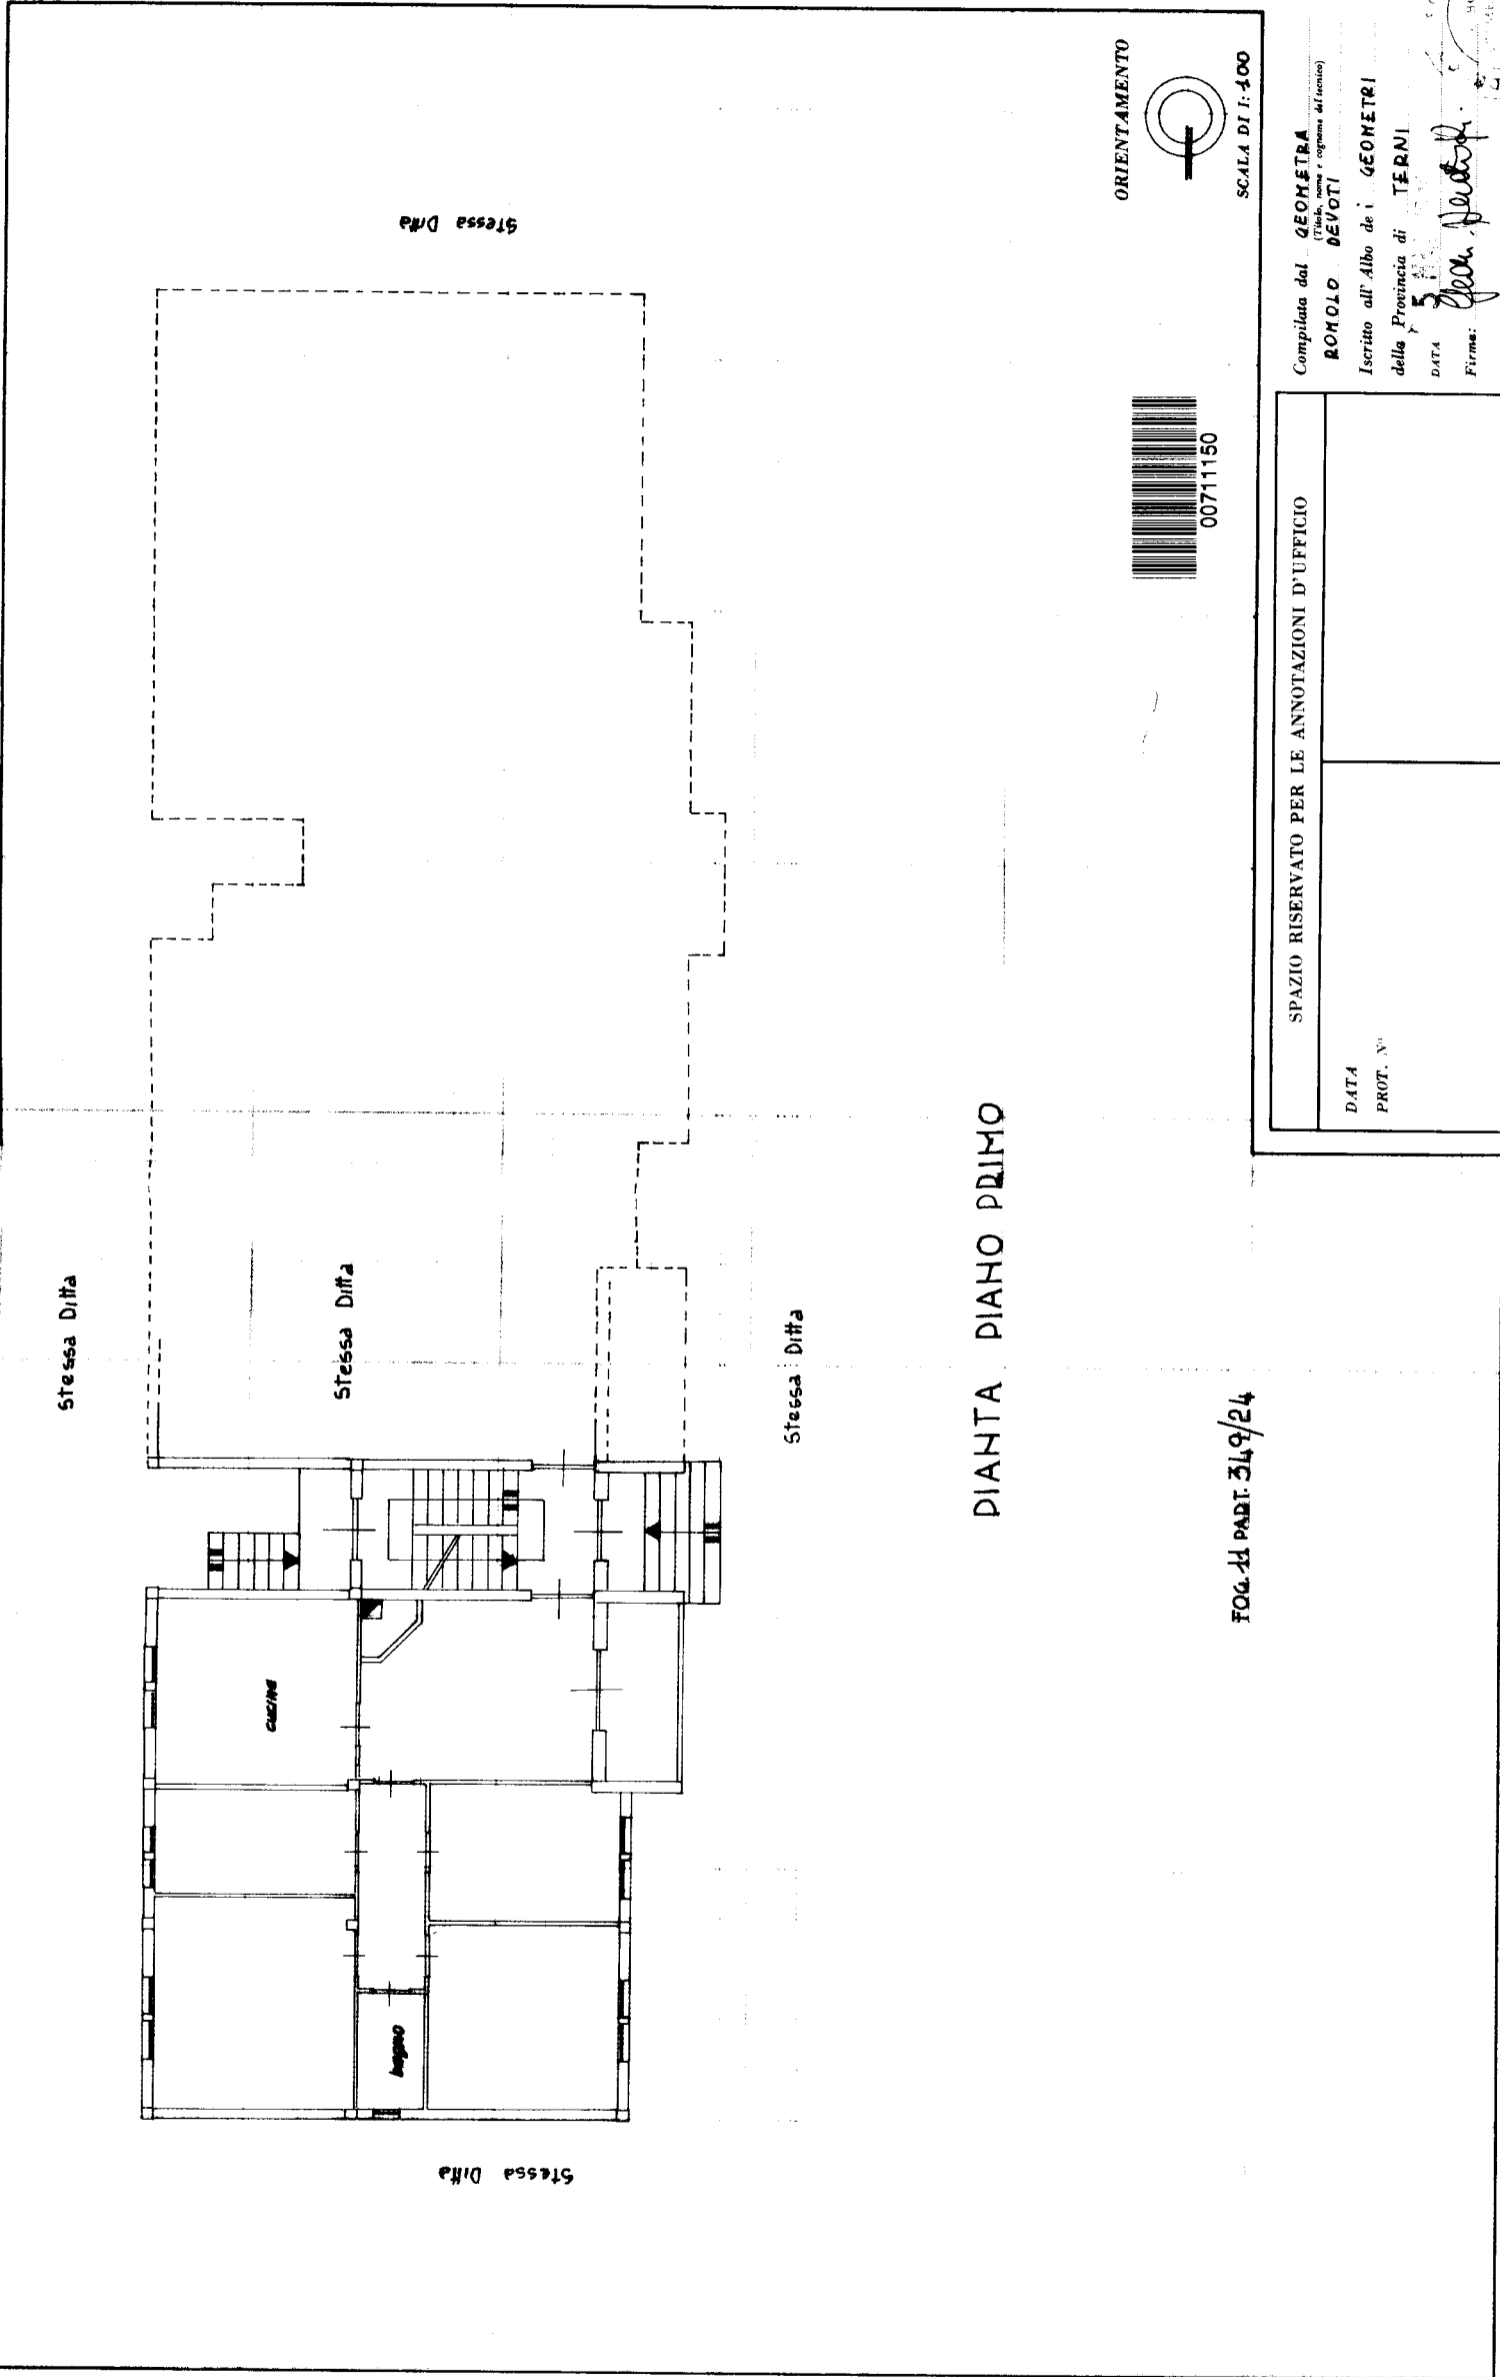 Stessa Ditta
Stessa Ditta
Stessa Ditta
Stessa Ditta
Stessa Ditta
cucina
bagno
PIANTA PIANO PRIMO
FOG. 11 PART. 349/24
ORIENTAMENTO
SCALA DI 1:100
00711150
SPAZIO RISERVATO PER LE ANNOTAZIONI D'UFFICIO
DATA
PROT. N°
Compilata dal GEOMETRA
(Titolo, nome e cognome del tecnico)
ROMOLO DEVOTI
Iscritto all'Albo dei GEOMETRI
della Provincia di TERNI
DATA
Firma: